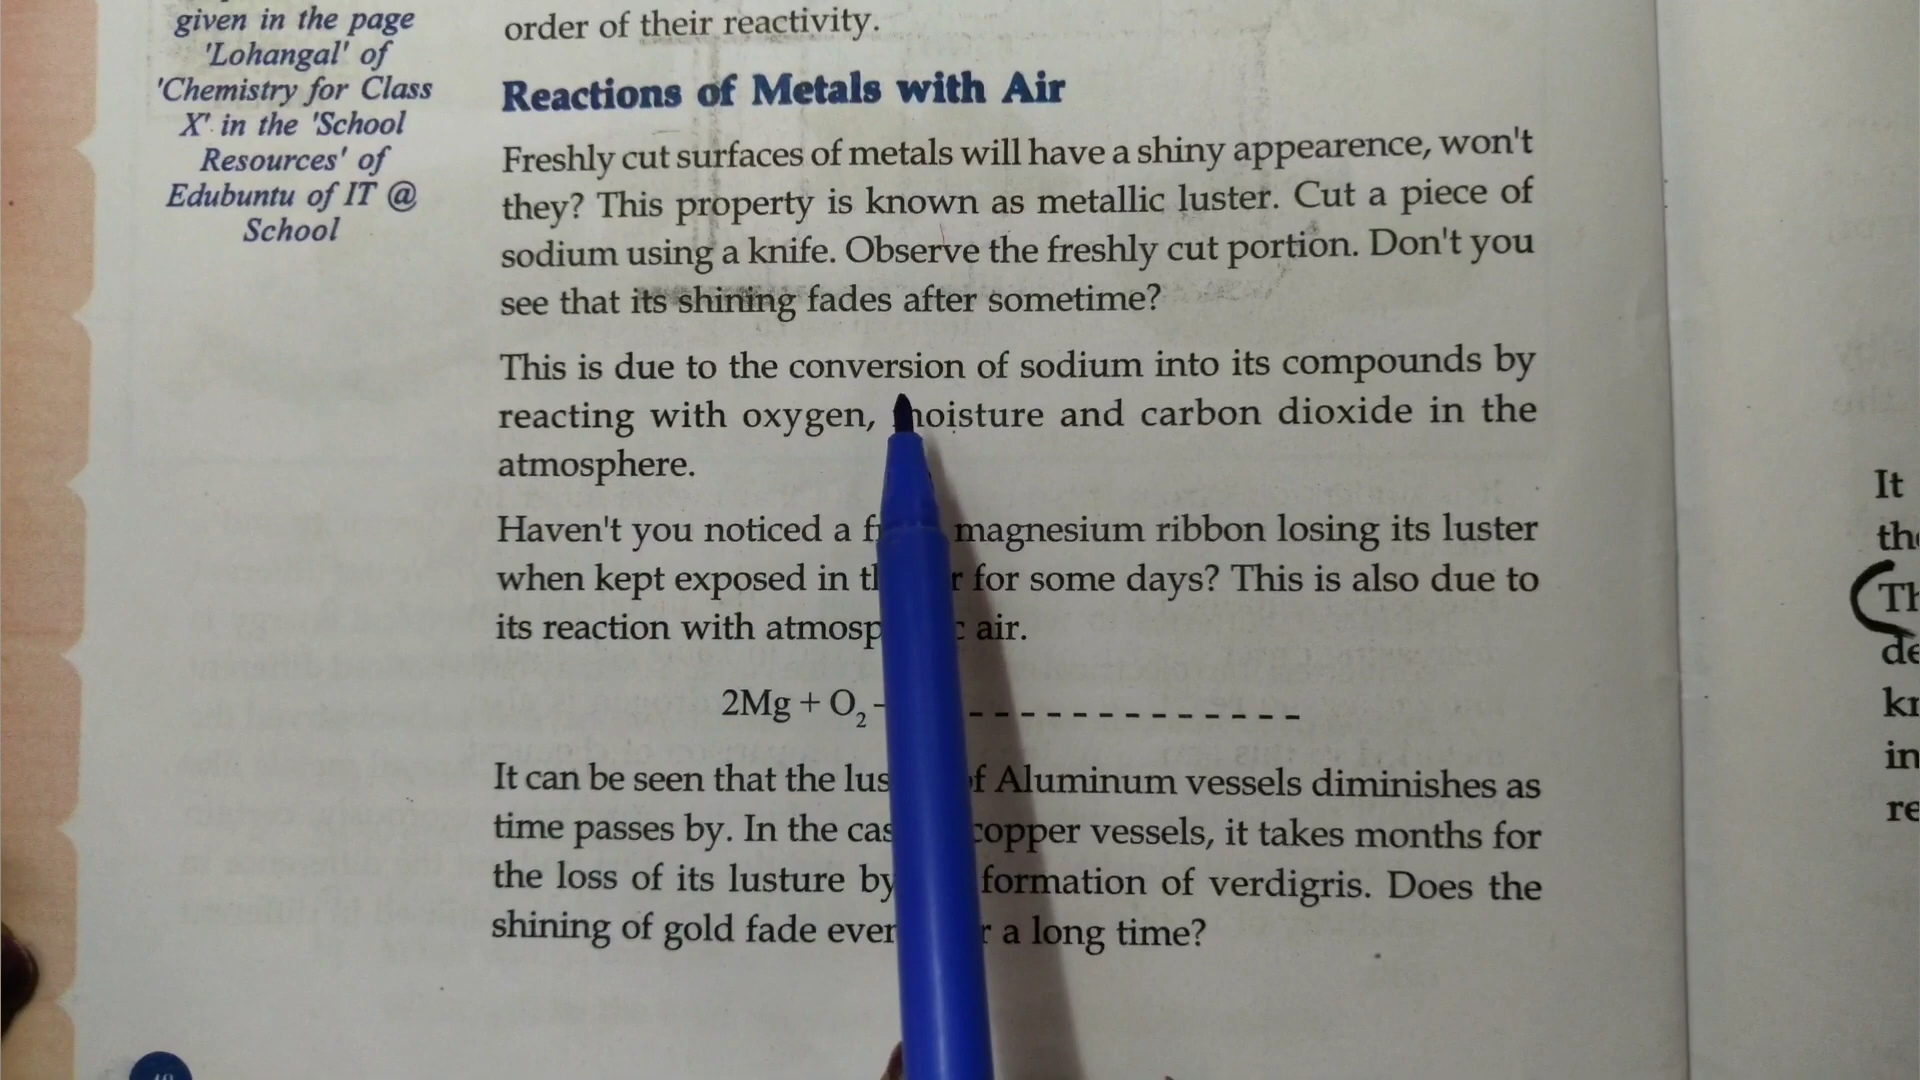 given in the page
'Lohangal' of
'Chemistry for Class
X' in the 'School
Resources' of
Edubuntu of IT @
School
order of their reactivity.
Reactions of Metals with Air
Freshly cut surfaces of metals will have a shiny appearence, won't
they? This property is known as metallic luster. Cut a piece of
sodium using a knife. Observe the freshly cut portion. Don't you
see that its shining fades after sometime?
This is due to the conversion of sodium into its compounds by
reacting with oxygen, moisture and carbon dioxide in the
atmosphere.
Haven't you noticed a magnesium ribbon losing its luster
when kept exposed in for some days? This is also due to
its reaction with air.
2Mg + O₂ - - - - - - - - - - - - -
It can be seen that the Aluminum vessels diminishes as
time passes by. In the copper vessels, it takes months for
the loss of its lusture by formation of verdigris. Does the
shining of gold fade a long time?
It